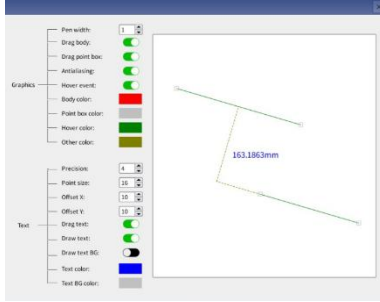 Pen width: 1
Drag body:
Drag point box:
Antialiasing:
Graphics
Hover event:
Body color:
Point box color:
Hover color:
Other color:
163.1863mm
Precision: 4
Point size: 16
Offset X: 10
Offset Y: 10
Text
Drag text:
Draw text:
Draw text BG:
Text color:
Text BG color: